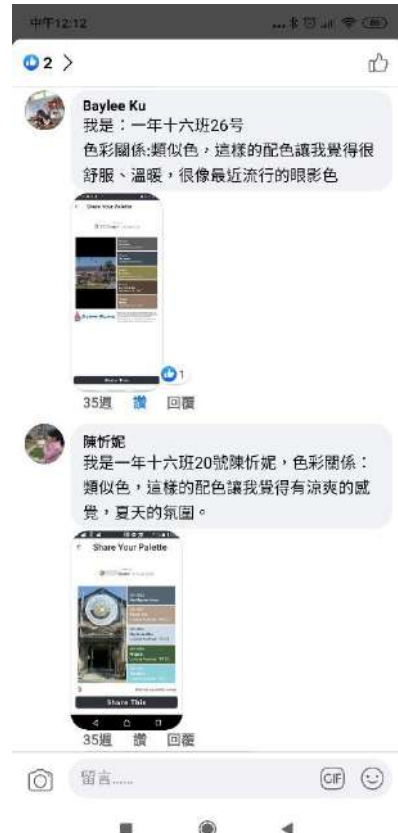 中午12:12
2
Baylee Ku
我是：一年十六班26号
色彩關係:類似色，這樣的配色讓我覺得很
舒服、溫暖，很像最近流行的眼影色
Share Your Palette
Share This
1
35週 讚 回覆
陳忻妮
我是一年十六班20號陳忻妮，色彩關係：
類似色，這樣的配色讓我覺得有涼爽的感
覺，夏天的氛圍。
Share Your Palette
Share This
35週 讚 回覆
留言......
GIF